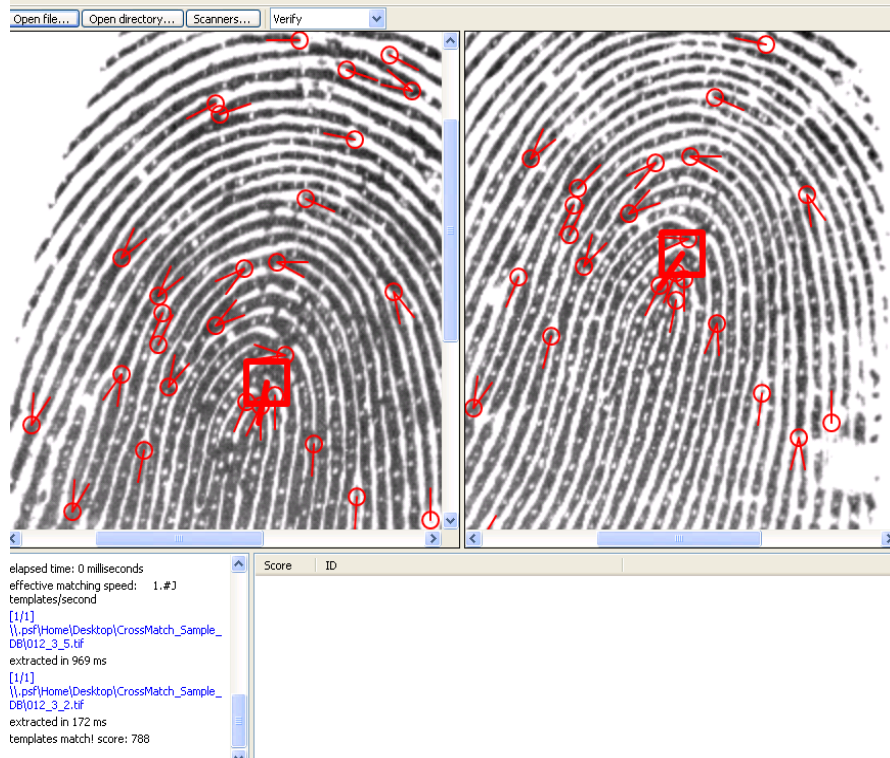 Open file... Open directory... Scanners... Verify
elapsed time: 0 milliseconds
effective matching speed: 1.#J
templates/second
[1/1]
\\.psf\Home\Desktop\CrossMatch_Sample_
DB\012_3_5.tif
extracted in 969 ms
[1/1]
\\.psf\Home\Desktop\CrossMatch_Sample_
DB\012_3_2.tif
extracted in 172 ms
templates match! score: 788
Score ID